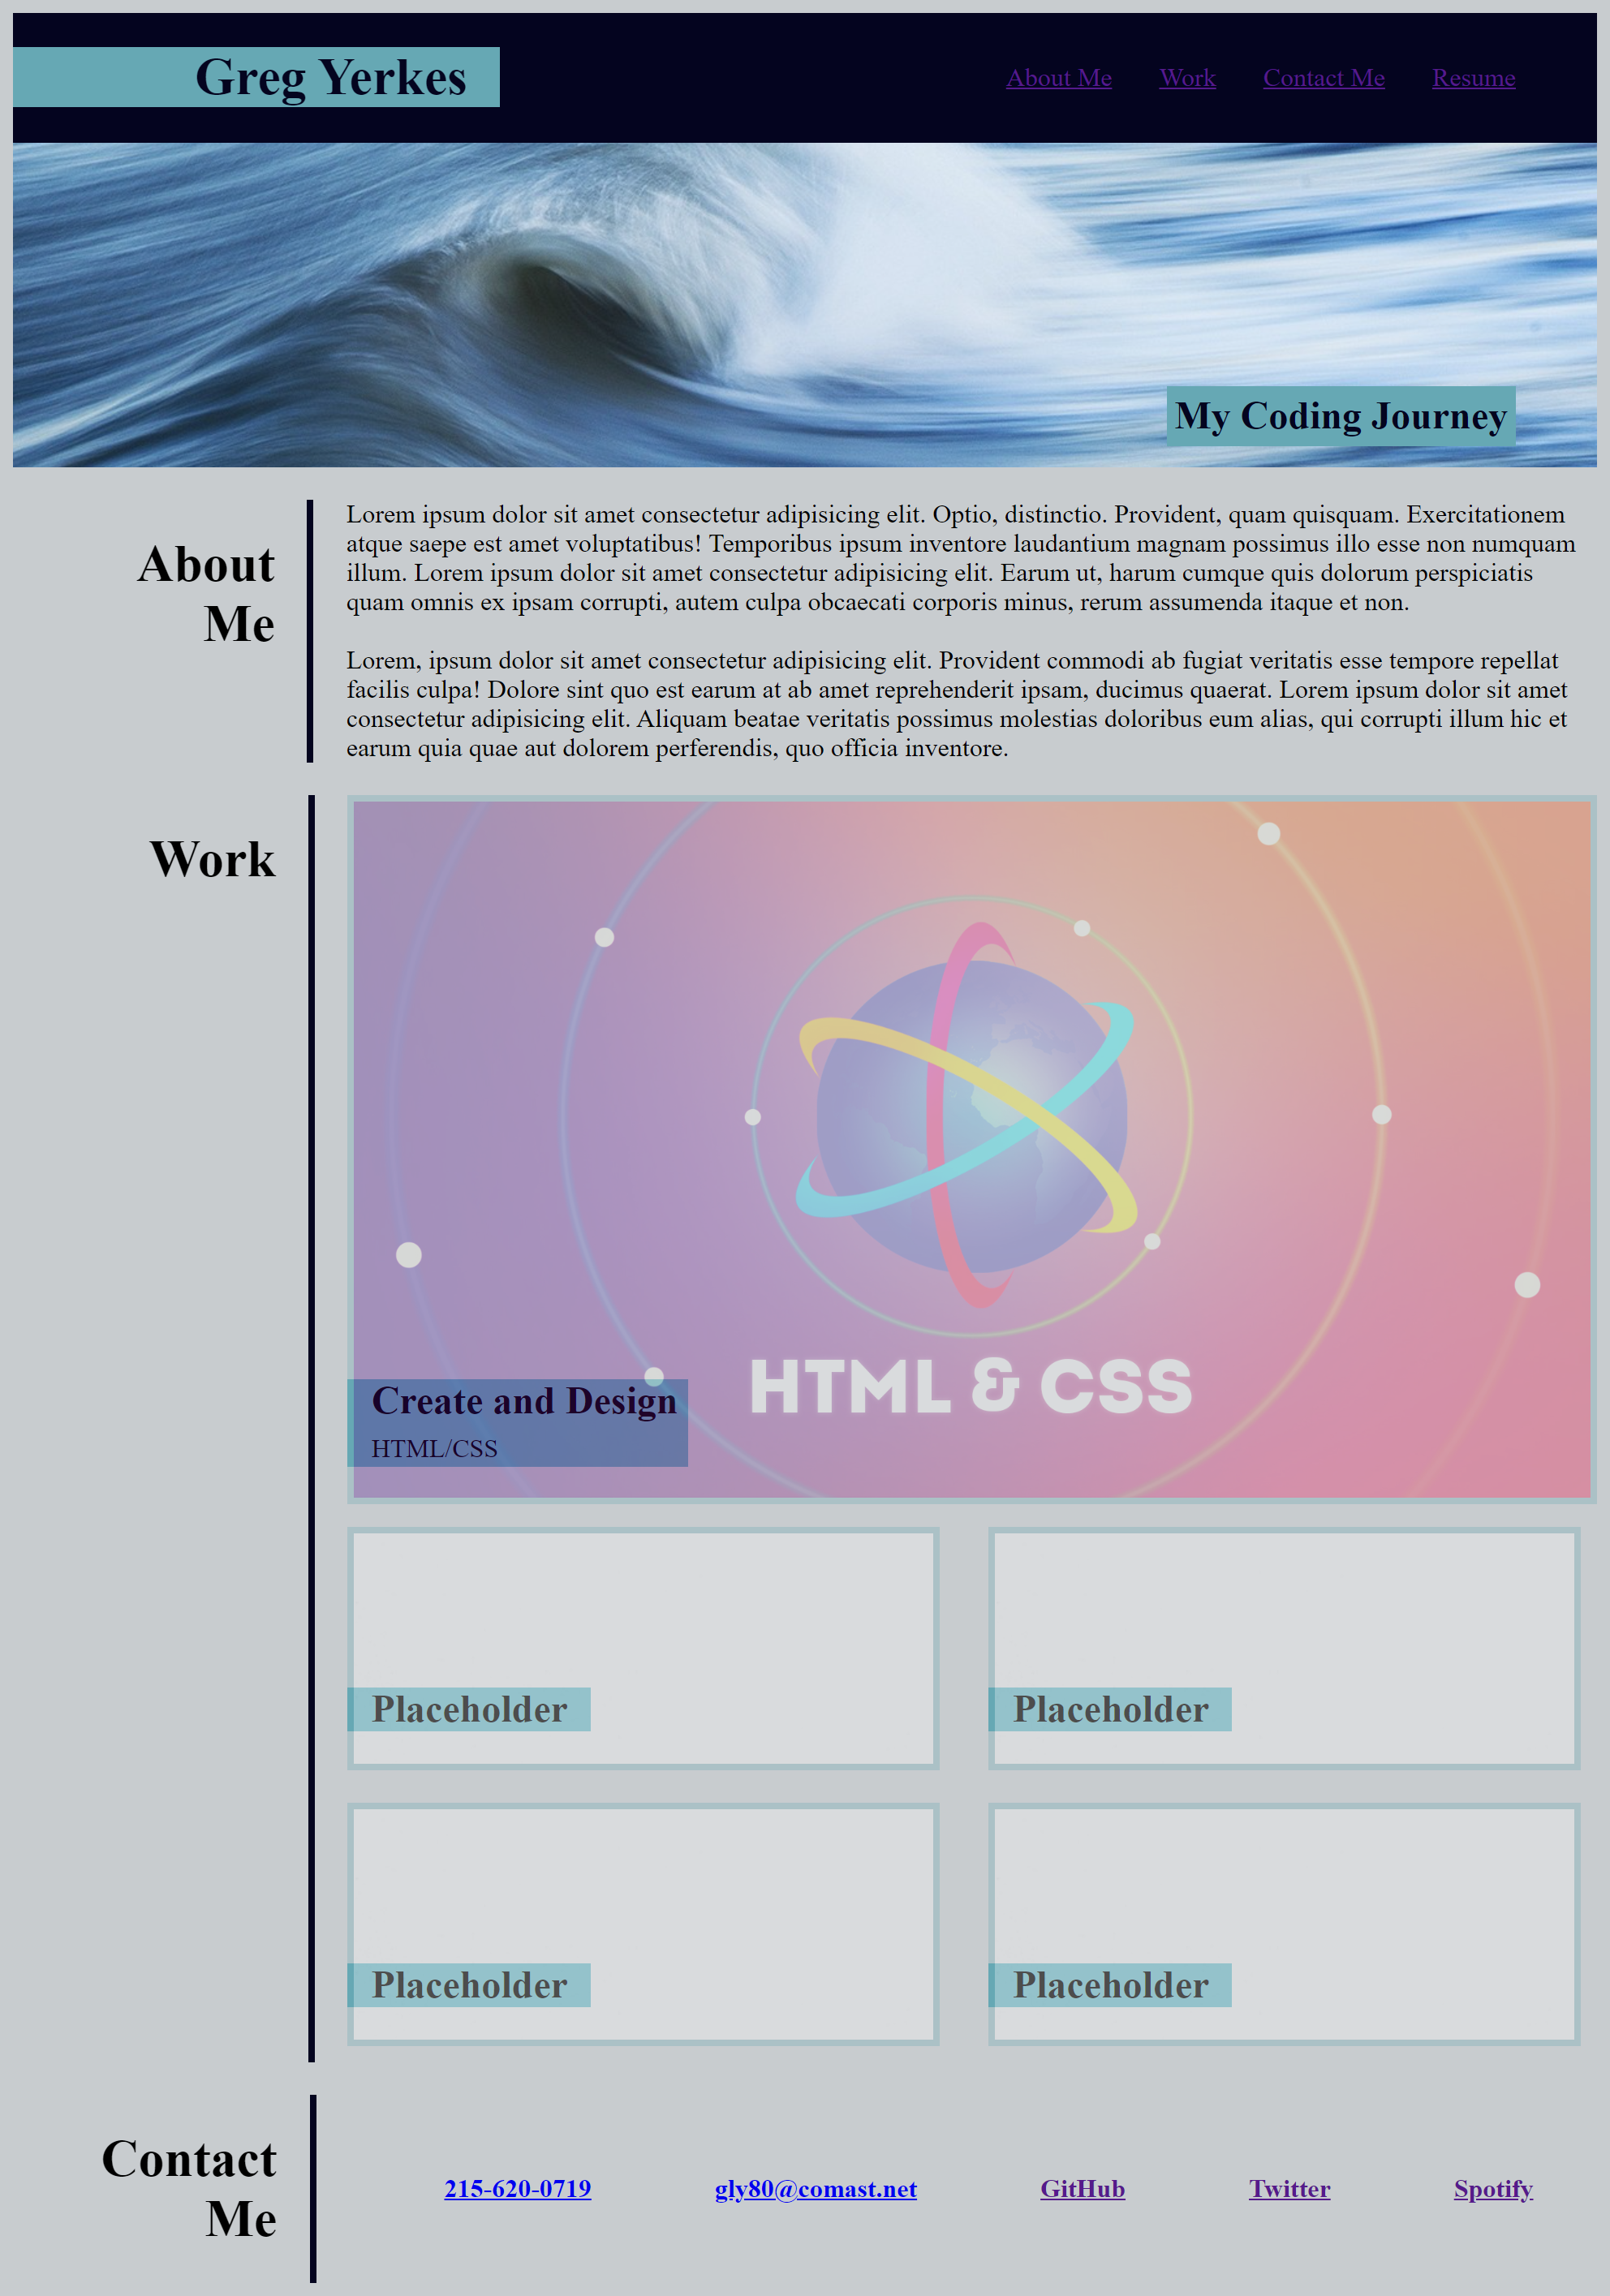 Greg Yerkes
About Me Work Contact Me Resume
My Coding Journey
About
Me
Lorem ipsum dolor sit amet consectetur adipisicing elit. Optio, distinctio. Provident, quam quisquam. Exercitationem
atque saepe est amet voluptatibus! Temporibus ipsum inventore laudantium magnam possimus illo esse non numquam
illum. Lorem ipsum dolor sit amet consectetur adipisicing elit. Earum ut, harum cumque quis dolorum perspiciatis
quam omnis ex ipsam corrupti, autem culpa obcaecati corporis minus, rerum assumenda itaque et non.
Lorem, ipsum dolor sit amet consectetur adipisicing elit. Provident commodi ab fugiat veritatis esse tempore repellat
facilis culpa! Dolore sint quo est earum at ab amet reprehenderit ipsam, ducimus quaerat. Lorem ipsum dolor sit amet
consectetur adipisicing elit. Aliquam beatae veritatis possimus molestias doloribus eum alias, qui corrupti illum hic et
earum quia quae aut dolorem perferendis, quo officia inventore.
Work
HTML & CSS
Create and Design
HTML/CSS
Placeholder
Placeholder
Placeholder
Placeholder
Contact
Me
215-620-0719 gly80@comast.net GitHub Twitter Spotify